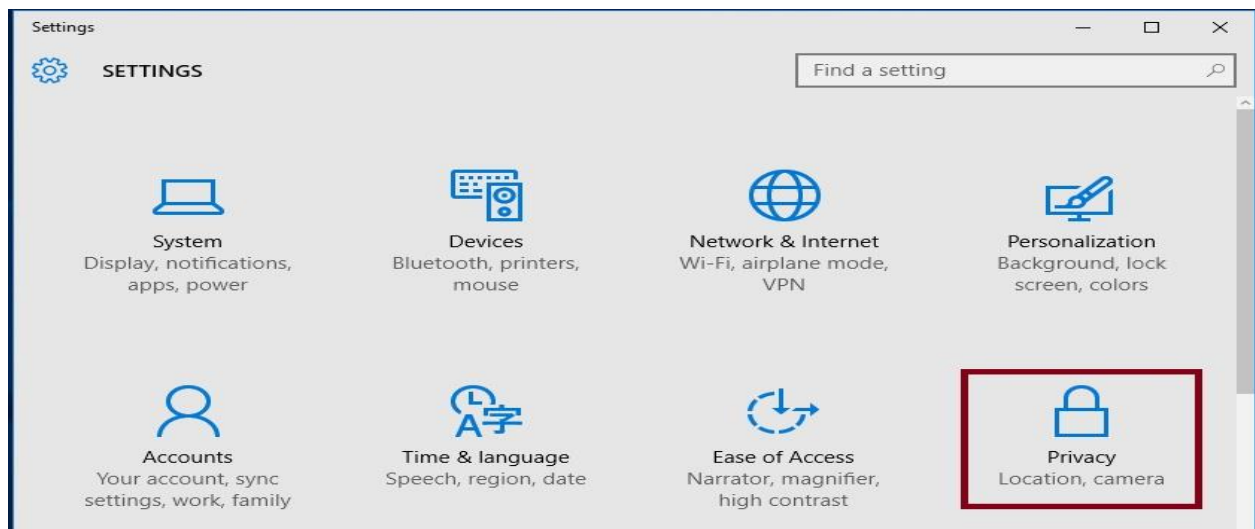 Settings
SETTINGS
Find a setting
System
Display, notifications,
apps, power
Devices
Bluetooth, printers,
mouse
Network & Internet
Wi-Fi, airplane mode,
VPN
Personalization
Background, lock
screen, colors
Accounts
Your account, sync
settings, work, family
Time & language
Speech, region, date
Ease of Access
Narrator, magnifier,
high contrast
Privacy
Location, camera